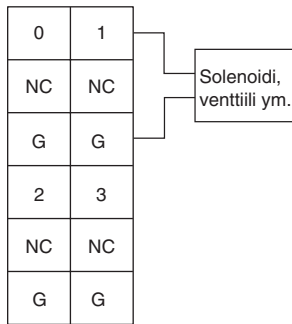 0 1
NC NC
G G
2 3
NC NC
G G
Solenoidi,
venttiili ym.